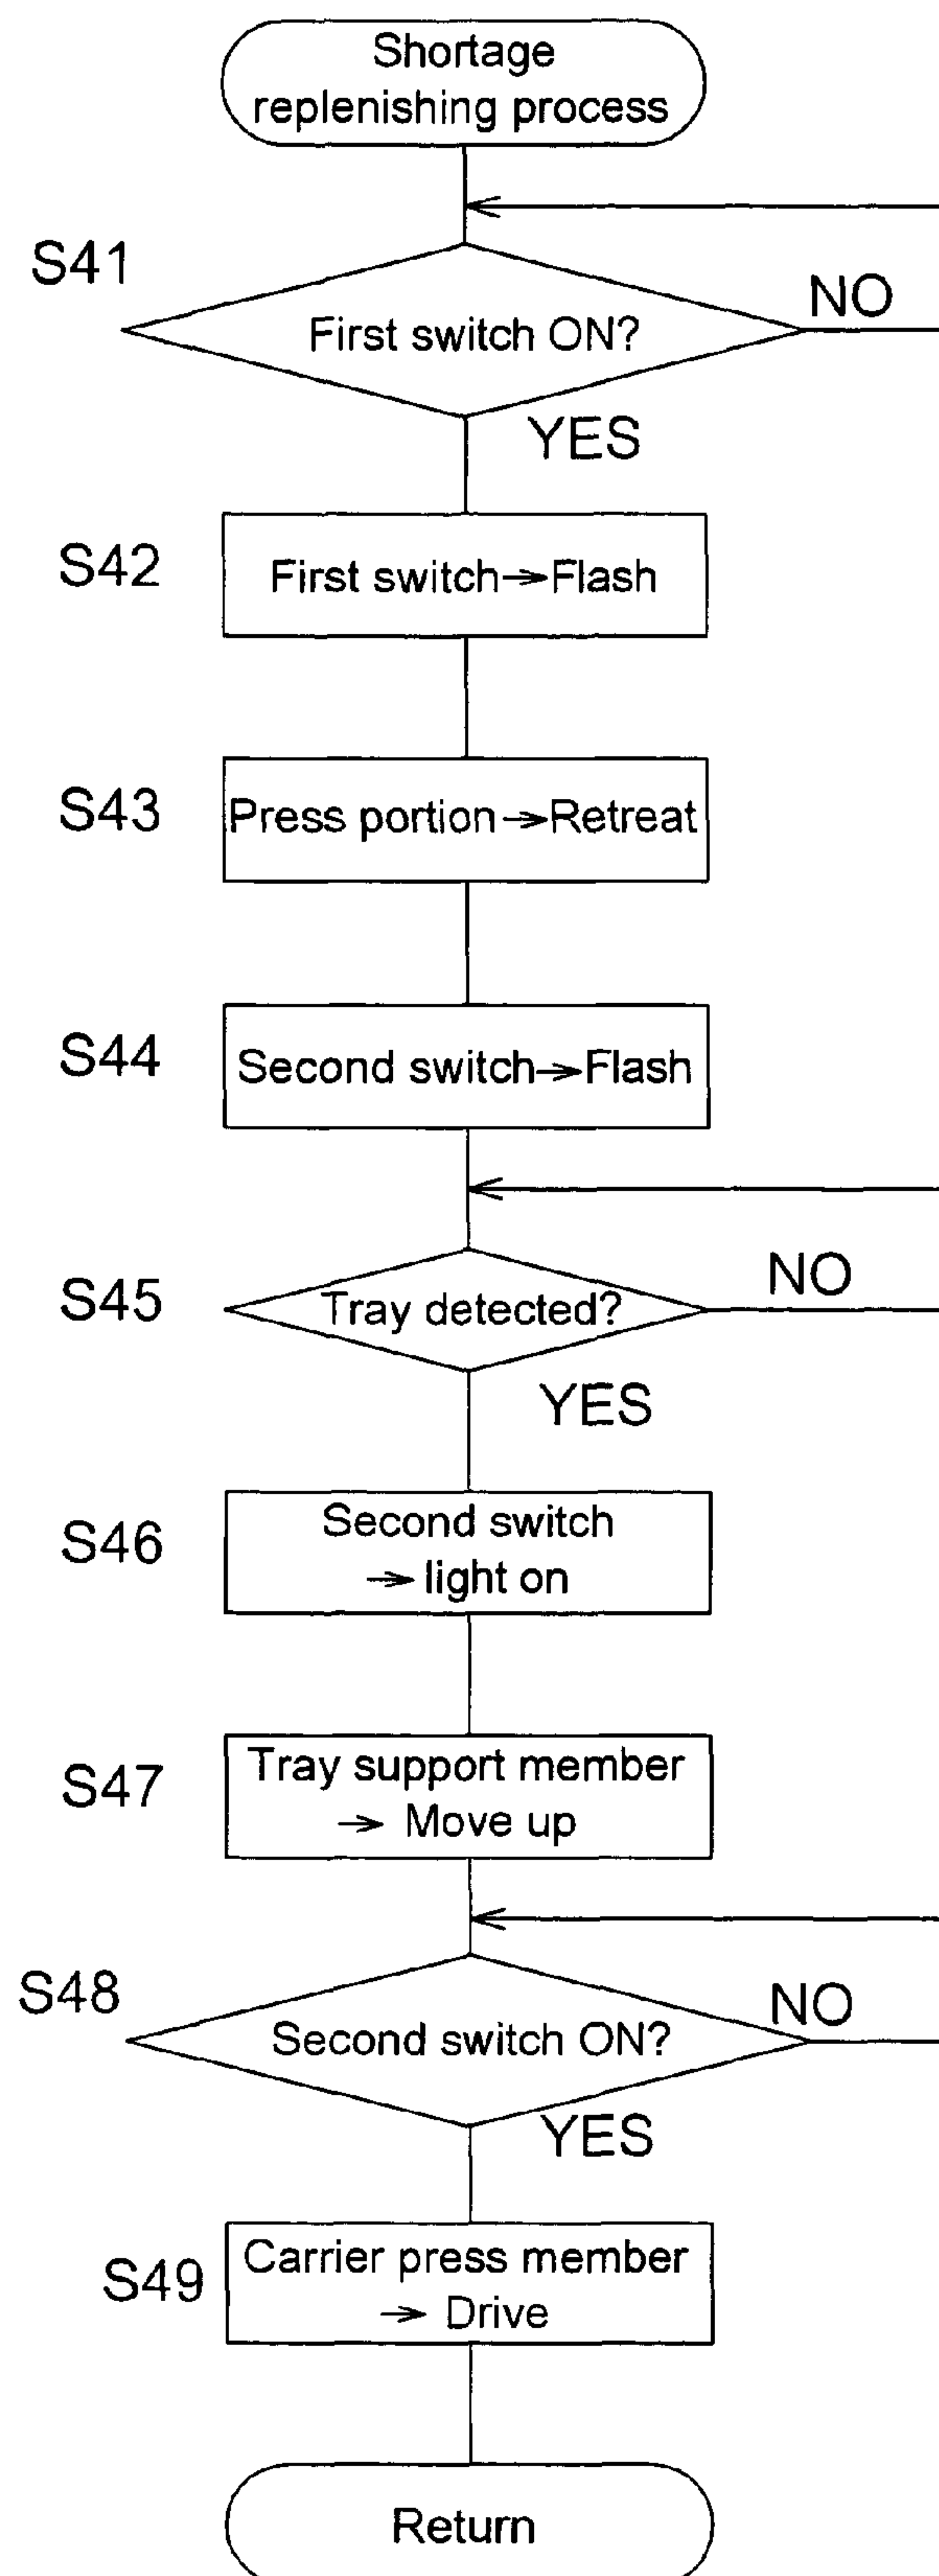 Shortage
replenishing process
S41
First switch ON?
NO
YES
S42
First switch→Flash
S43
Press portion→Retreat
S44
Second switch→Flash
S45
Tray detected?
NO
YES
S46
Second switch
→ light on
S47
Tray support member
→ Move up
S48
Second switch ON?
NO
YES
S49
Carrier press member
→ Drive
Return